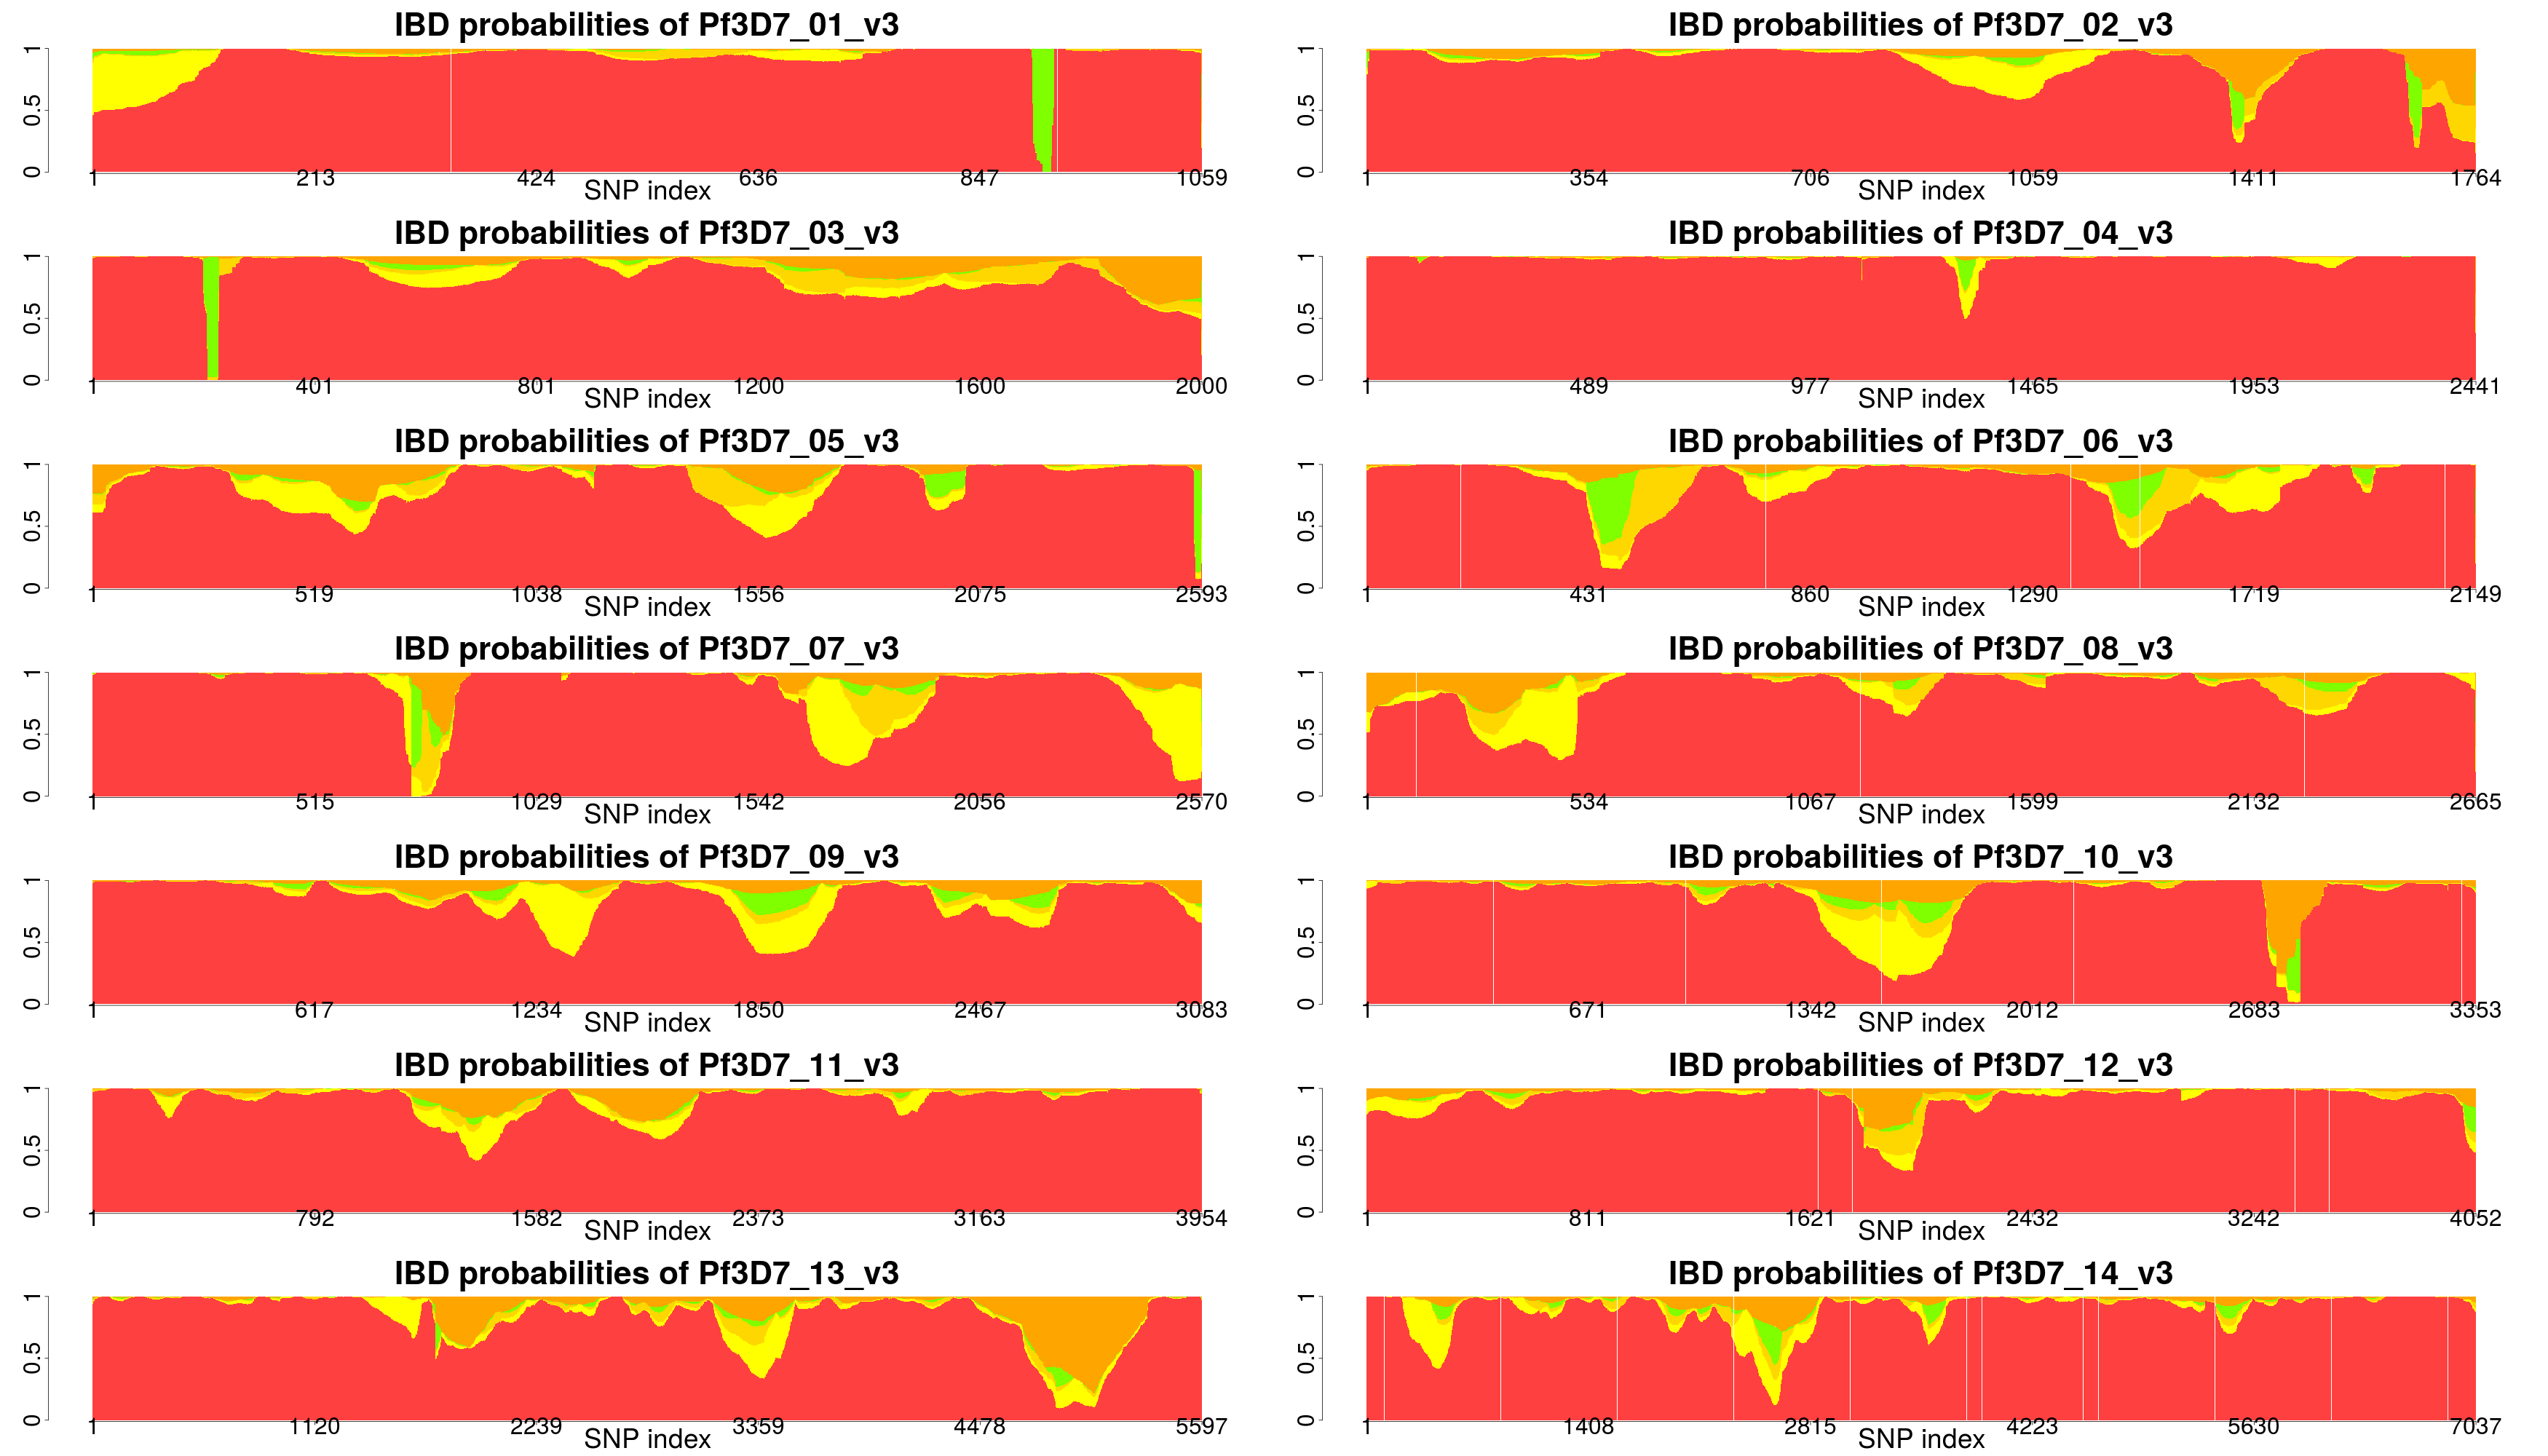 IBD probabilities of Pf3D7_01_v3
0 0.5 1
1 213 424 636 847 1059
SNP index
IBD probabilities of Pf3D7_02_v3
0 0.5 1
1 354 706 1059 1411 1764
SNP index
IBD probabilities of Pf3D7_03_v3
0 0.5 1
1 401 801 1200 1600 2000
SNP index
IBD probabilities of Pf3D7_04_v3
0 0.5 1
1 489 977 1465 1953 2441
SNP index
IBD probabilities of Pf3D7_05_v3
0 0.5 1
1 519 1038 1556 2075 2593
SNP index
IBD probabilities of Pf3D7_06_v3
0 0.5 1
1 431 860 1290 1719 2149
SNP index
IBD probabilities of Pf3D7_07_v3
0 0.5 1
1 515 1029 1542 2056 2570
SNP index
IBD probabilities of Pf3D7_08_v3
0 0.5 1
1 534 1067 1599 2132 2665
SNP index
IBD probabilities of Pf3D7_09_v3
0 0.5 1
1 617 1234 1850 2467 3083
SNP index
IBD probabilities of Pf3D7_10_v3
0 0.5 1
1 671 1342 2012 2683 3353
SNP index
IBD probabilities of Pf3D7_11_v3
0 0.5 1
1 792 1582 2373 3163 3954
SNP index
IBD probabilities of Pf3D7_12_v3
0 0.5 1
1 811 1621 2432 3242 4052
SNP index
IBD probabilities of Pf3D7_13_v3
0 0.5 1
1 1120 2239 3359 4478 5597
SNP index
IBD probabilities of Pf3D7_14_v3
0 0.5 1
1 1408 2815 4223 5630 7037
SNP index